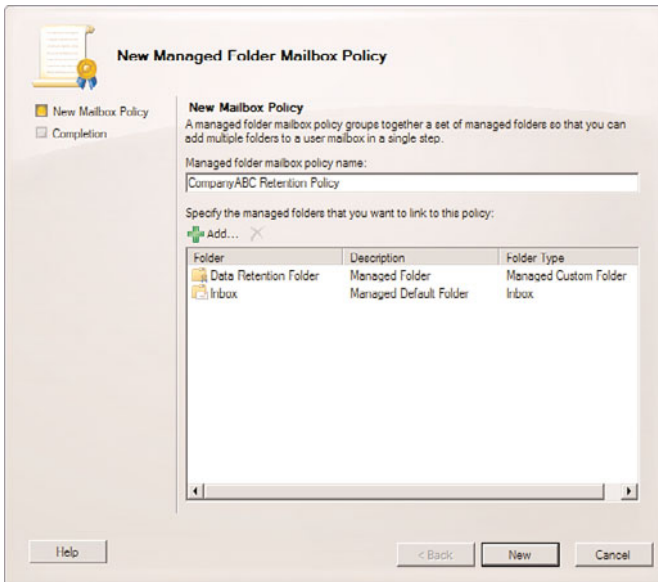 New Managed Folder Mailbox Policy
New Mailbox Policy
Completion
New Mailbox Policy
A managed folder mailbox policy groups together a set of managed folders so that you can
add multiple folders to a user mailbox in a single step.
Managed folder mailbox policy name:
CompanyABC Retention Policy
Specify the managed folders that you want to link to this policy:
Add...
Folder Description Folder Type
Data Retention Folder Managed Folder Managed Custom Folder
Inbox Managed Default Folder Inbox
Help < Back New Cancel